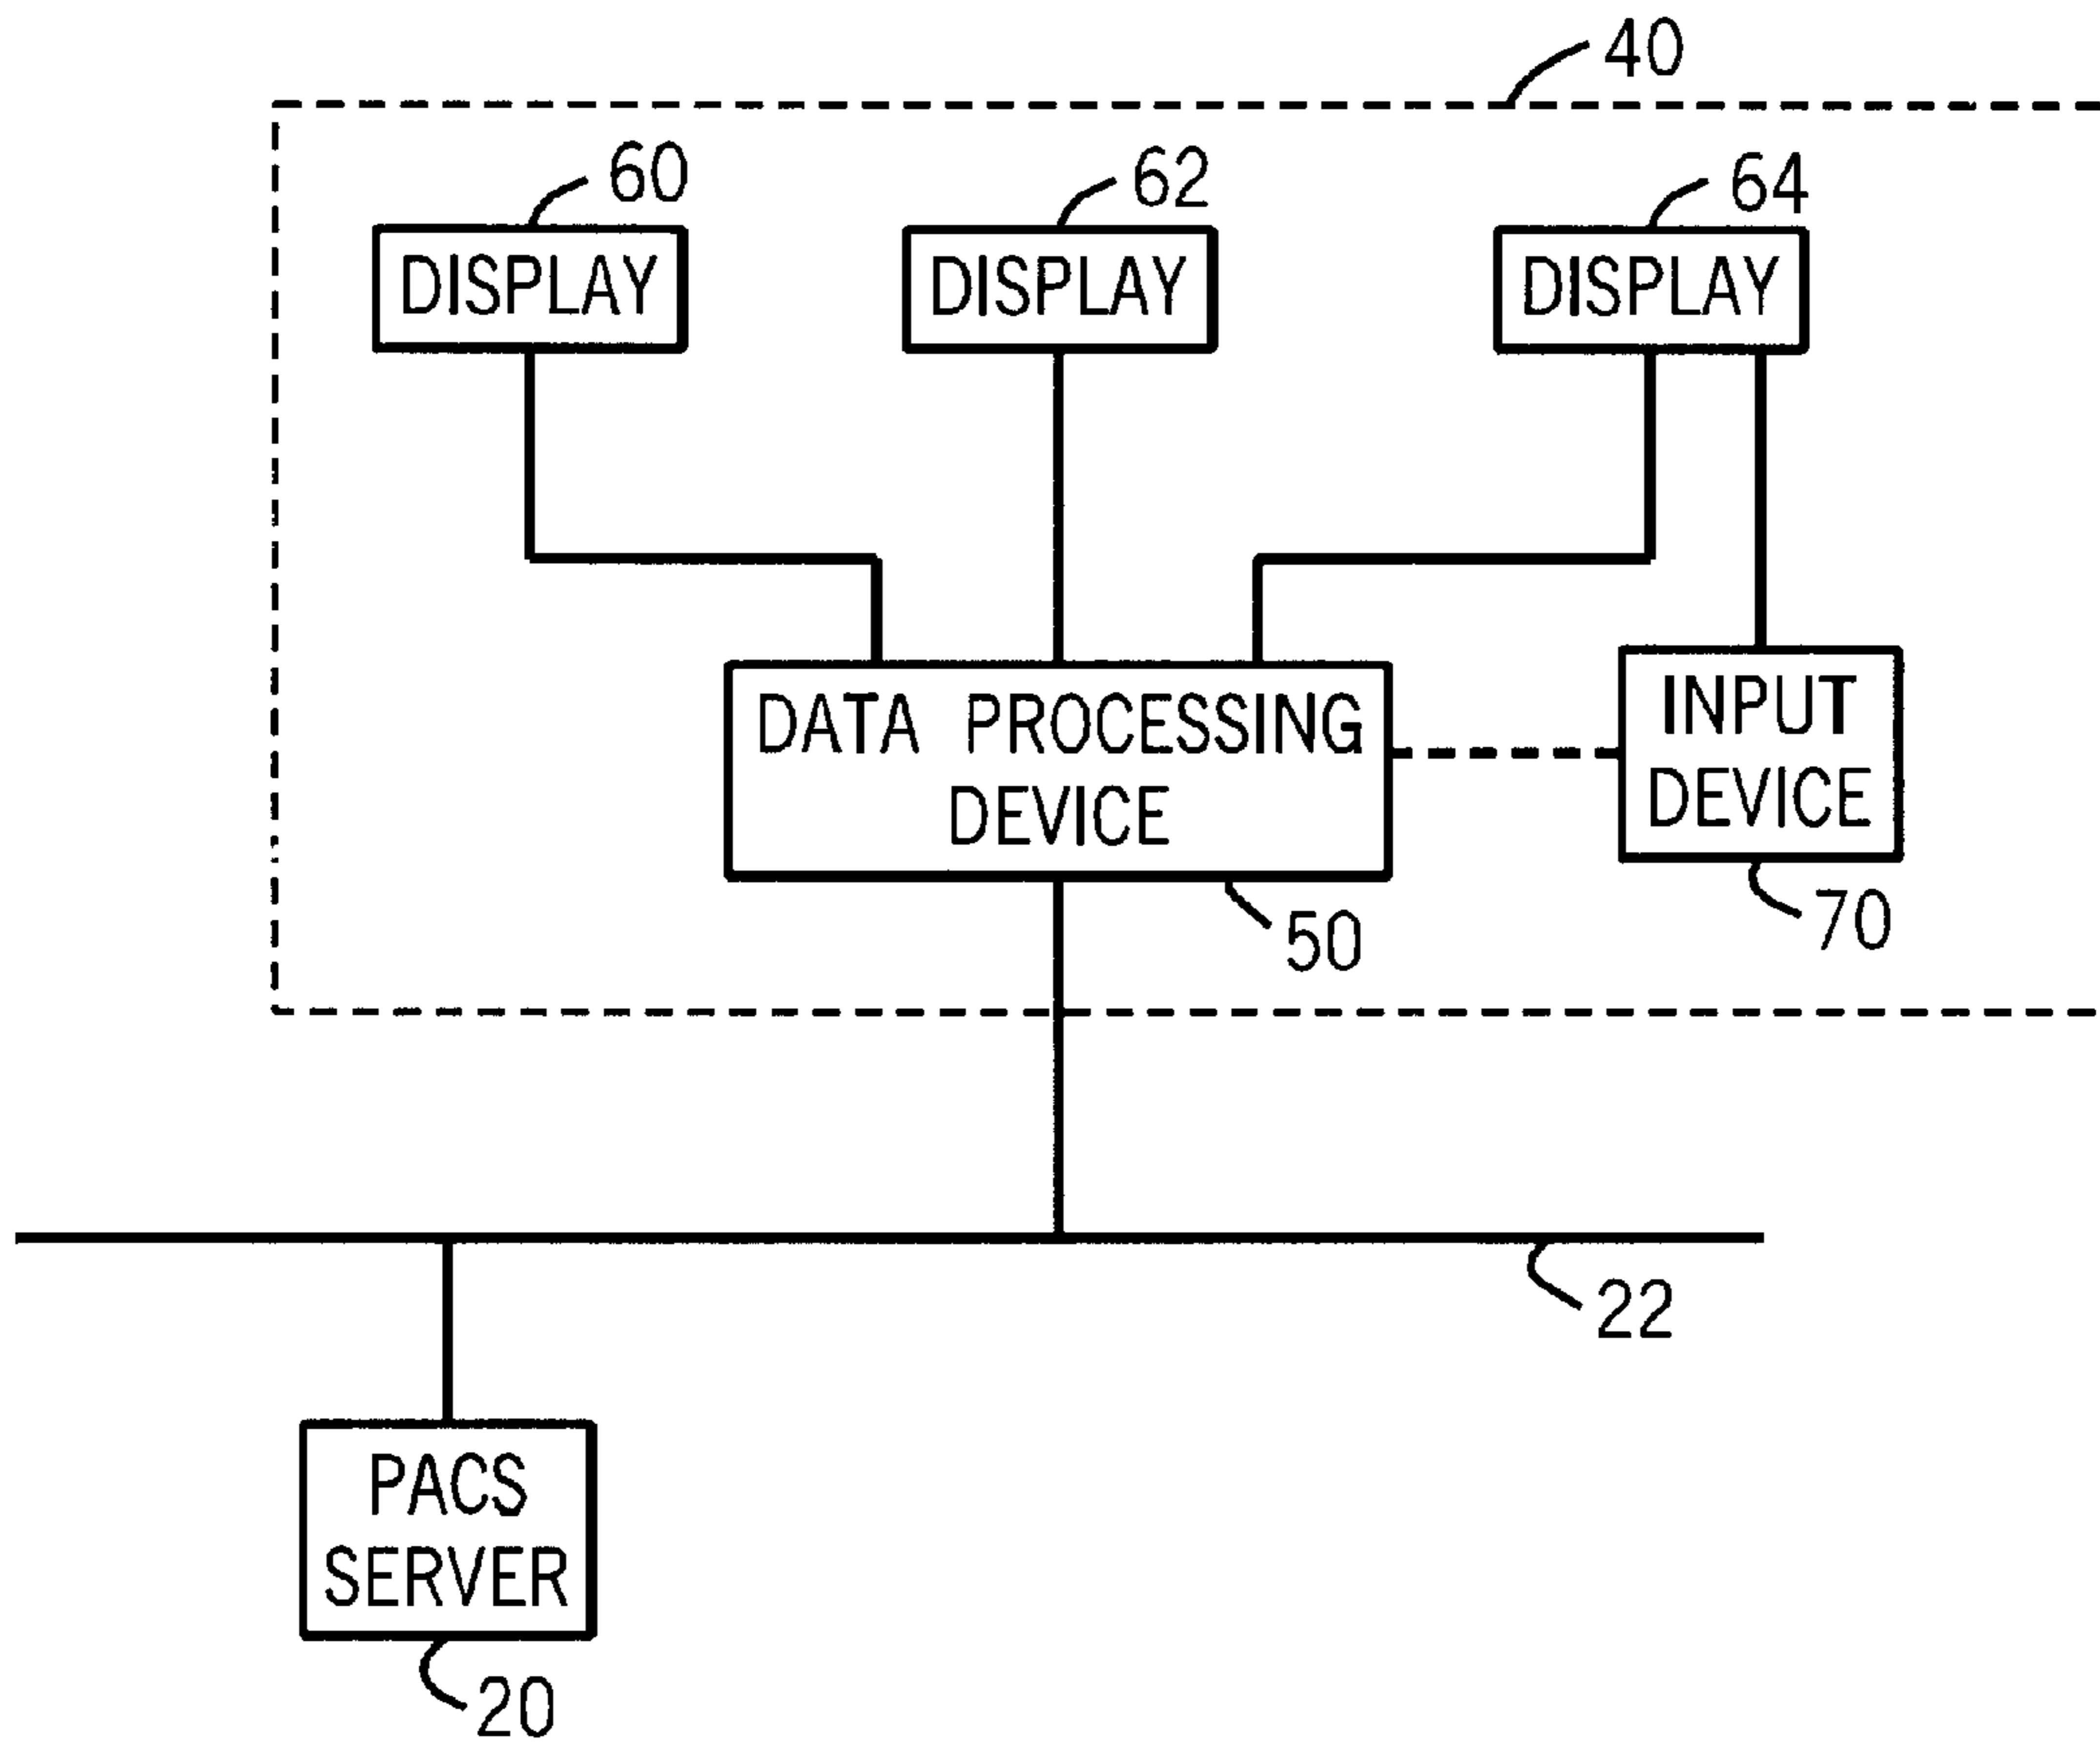 40
60
62
64
DISPLAY
DISPLAY
DISPLAY
DATA PROCESSING
DEVICE
INPUT
DEVICE
50
70
22
PACS
SERVER
20